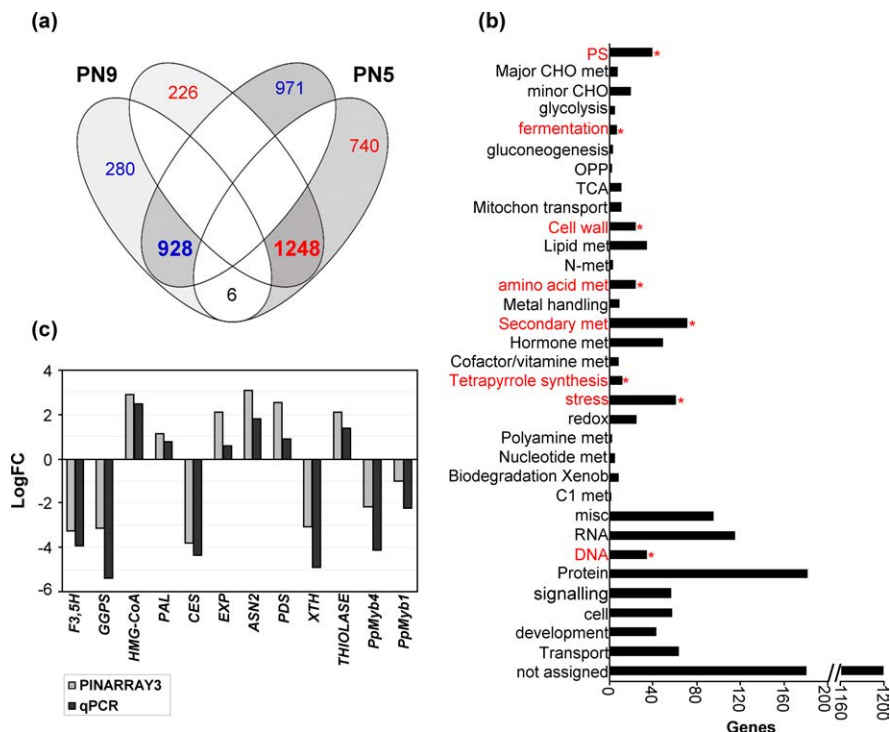 (a)
PN9
PN5
226
971
280
740
928
1248
6
(b)
PS *
Major CHO met
minor CHO
glycolysis
fermentation *
gluconeogenesis
OPP
TCA
Mitochon transport
Cell wall *
Lipid met
N-met
amino acid met *
Metal handling
Secondary met *
Hormone met
Cofactor/vitamine met
Tetrapyrrole synthesis *
stress *
redox
Polyamine met
Nucleotide met
Biodegradation Xenob
C1 met
misc
RNA
DNA *
Protein
signalling
cell
development
Transport
not assigned
0 40 80 120 160 200 1160 1200
Genes
(c)
4
2
0
-2
-4
-6
LogFC
F3,5H
GGPS
HMG-CoA
PAL
CES
EXP
ASN2
PDS
XTH
THIOLASE
PpMyb4
PpMyb1
PINARRAY3
qPCR